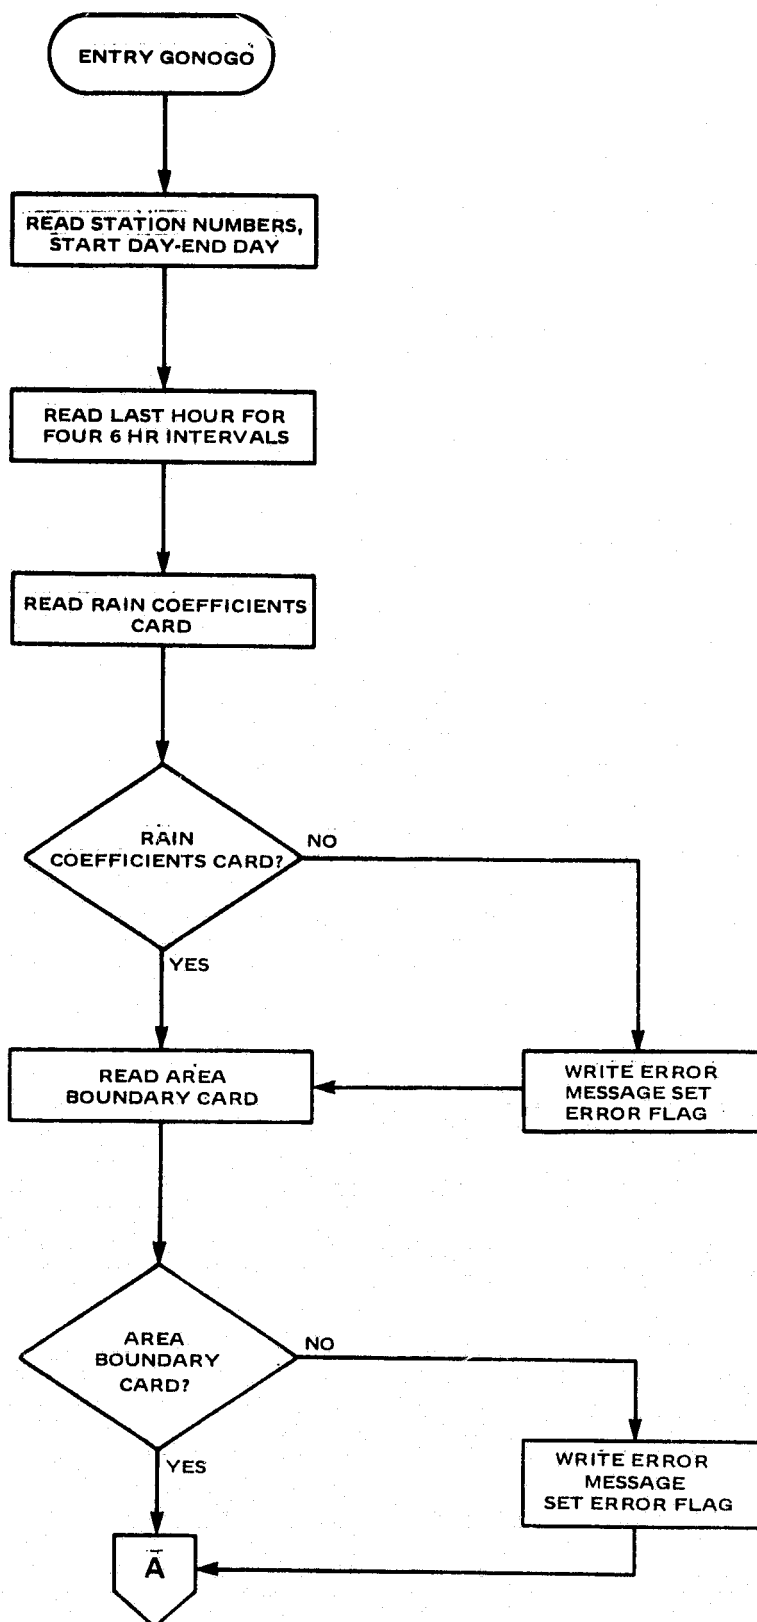 ENTRY GONOGO
READ STATION NUMBERS,
START DAY-END DAY
READ LAST HOUR FOR
FOUR 6 HR INTERVALS
READ RAIN COEFFICIENTS
CARD
RAIN
COEFFICIENTS CARD?
NO
YES
READ AREA
BOUNDARY CARD
WRITE ERROR
MESSAGE SET
ERROR FLAG
AREA
BOUNDARY
CARD?
NO
YES
WRITE ERROR
MESSAGE
SET ERROR FLAG
A